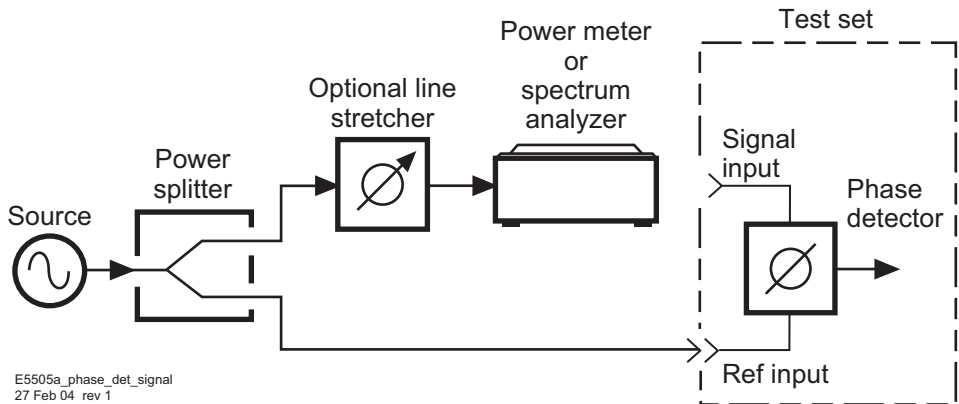 Test set
Power meter
or
spectrum
analyzer
Optional line
stretcher
Signal
input
Power
splitter
Phase
detector
Source
Ref input
E5505a_phase_det_signal
27 Feb 04 rev 1